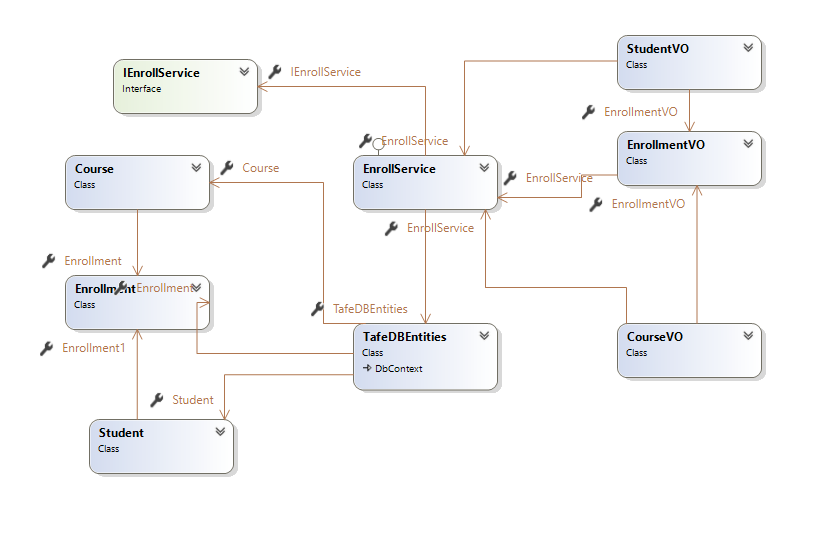 StudentVO
Class
IEnrollService
Interface
IEnrollService
EnrollmentVO
EnrollService
EnrollmentVO
Class
Course
Class
Course
EnrollService
Class
EnrollService
EnrollmentVO
EnrollService
Enrollment
Enrollment
Class
Enrollment
TafeDBEntities
TafeDBEntities
Class
DbContext
CourseVO
Class
Enrollment1
Student
Student
Class